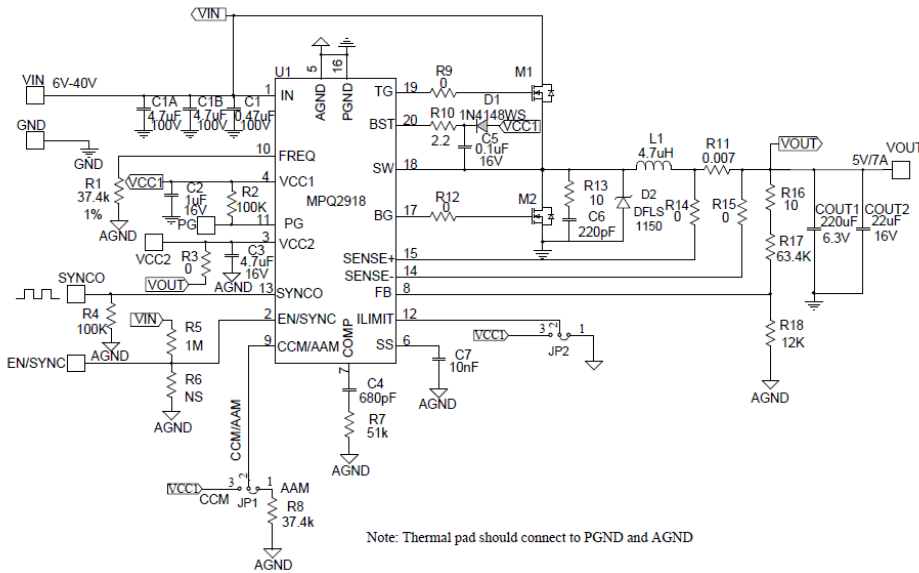 VIN
VIN 6V-40V
C1A
4.7uF
100V
C1B
4.7uF
100V
C1
0.47uF
100V
GND
GND
U1
5
AGND
16
PGND
1
IN
10
FREQ
4
VCC1
MPQ2918
11
PG
3
VCC2
13
SYNCO
2
EN/SYNC
9
CCM/AAM
7
COMP
TG
19
BST
20
SW
18
BG
17
SENSE+
15
SENSE-
14
FB
8
ILIMIT
12
SS
6
R9
0
M1
R10
2.2
D1
1N4148WS
VCC1
C5
0.1uF
16V
L1
4.7uH
R11
0.007
VOUT
VOUT
5V/7A
R12
0
M2
R13
10
C6
220pF
D2
DFLS
1150
R14
0
R15
0
R16
10
R17
63.4K
R18
12K
AGND
COUT1
220uF
6.3V
COUT2
22uF
16V
R1
37.4k
1%
AGND
VCC1
C2
1uF
16V
R2
100K
PG
VCC2
R3
0
VOUT
C3
4.7uF
16V
AGND
SYNCO
R4
100K
AGND
VIN
R5
1M
EN/SYNC
R6
NS
AGND
C4
680pF
R7
51k
AGND
C7
10nF
AGND
VCC1
3
2
1
JP2
CCM/AAM
VCC1
CCM
3
2
1
JP1
AAM
R8
37.4k
AGND
Note: Thermal pad should connect to PGND and AGND